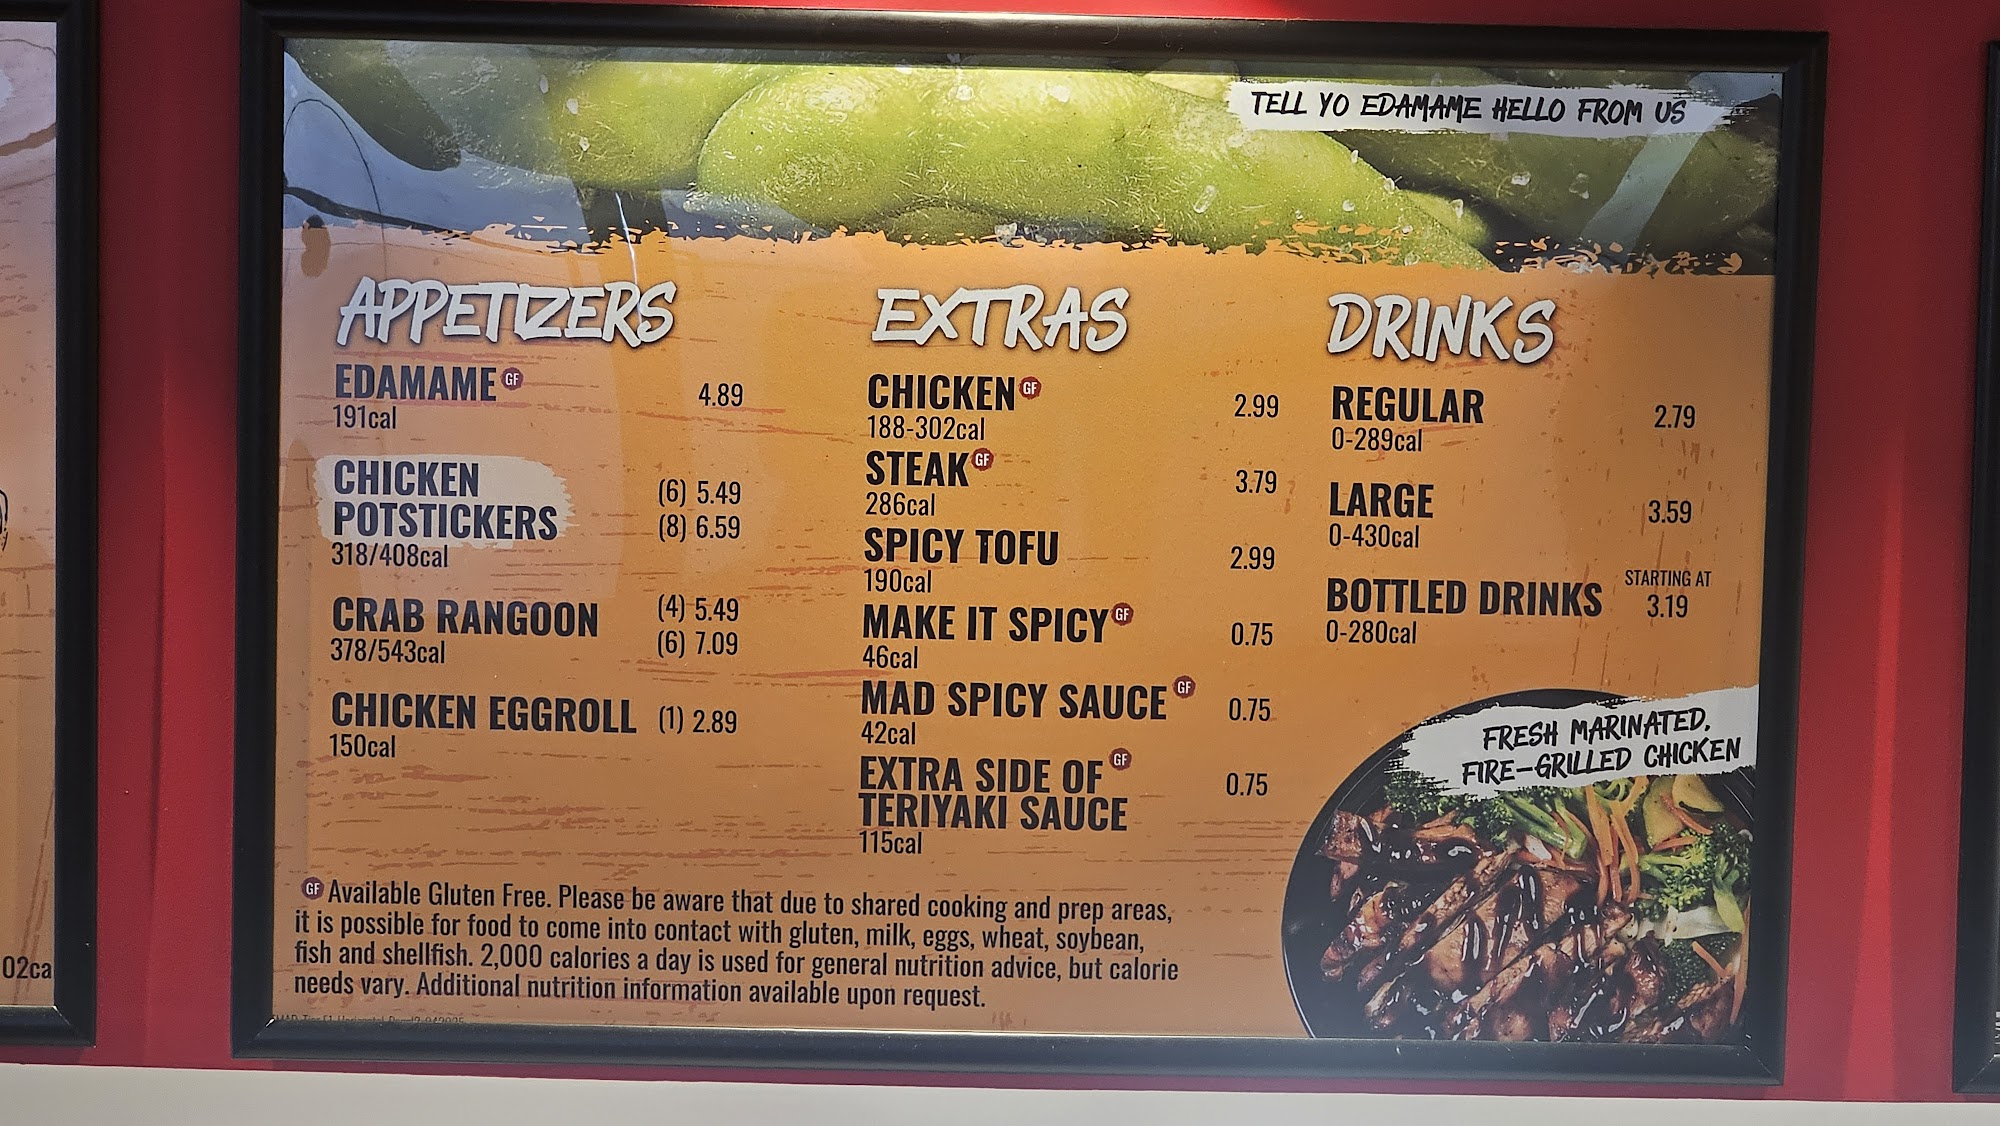 TELL YO EDAMAME HELLO FROM US
APPETIZERS
EDAMAME GF 4.89
191cal
CHICKEN
POTSTICKERS
(6) 5.49
(8) 6.59
318/408cal
CRAB RANGOON
(4) 5.49
(6) 7.09
378/543cal
CHICKEN EGGROLL (1) 2.89
150cal
EXTRAS
CHICKEN GF 2.99
188-302cal
STEAK GF 3.79
286cal
SPICY TOFU 2.99
190cal
MAKE IT SPICY GF 0.75
46cal
MAD SPICY SAUCE GF 0.75
42cal
EXTRA SIDE OF GF
TERIYAKI SAUCE 0.75
115cal
DRINKS
REGULAR 2.79
0-289cal
LARGE 3.59
0-430cal
BOTTLED DRINKS STARTING AT
3.19
0-280cal
FRESH MARINATED,
FIRE-GRILLED CHICKEN
GF Available Gluten Free. Please be aware that due to shared cooking and prep areas,
it is possible for food to come into contact with gluten, milk, eggs, wheat, soybean,
fish and shellfish. 2,000 calories a day is used for general nutrition advice, but calorie
needs vary. Additional nutrition information available upon request.
02ca